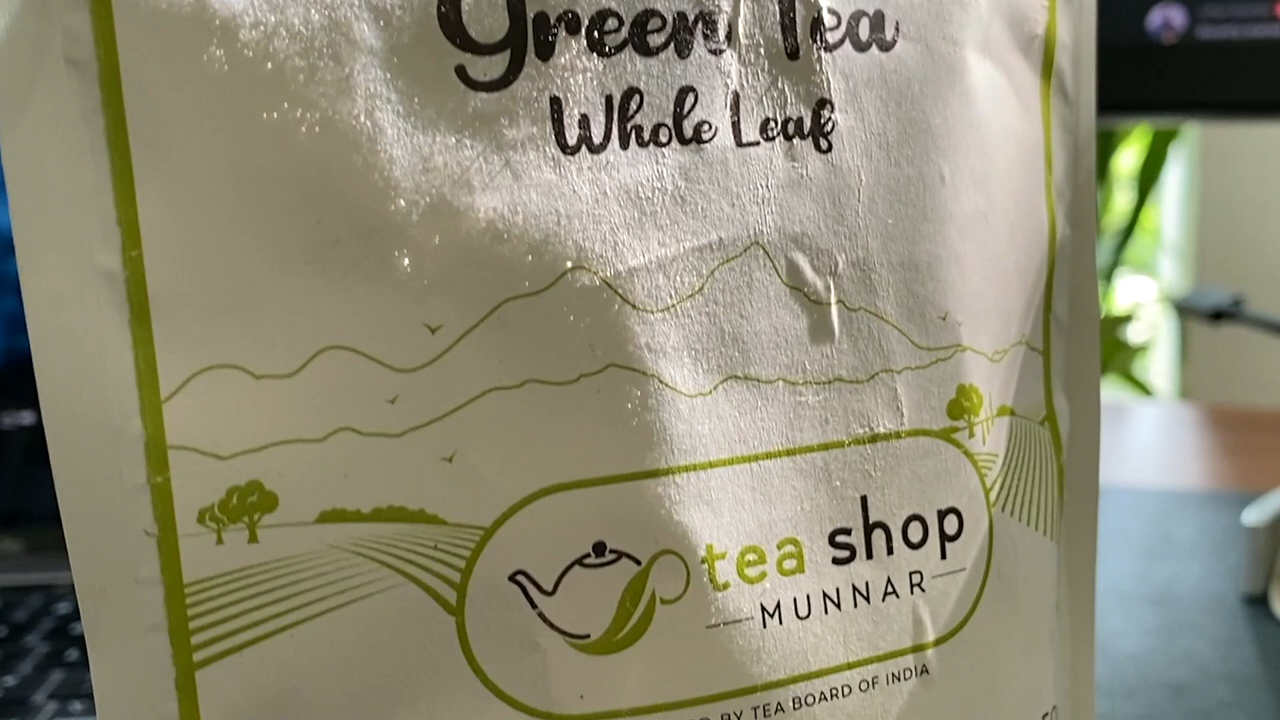 Green Tea
Whole Leaf
tea shop
MUNNAR
BY TEA BOARD OF INDIA